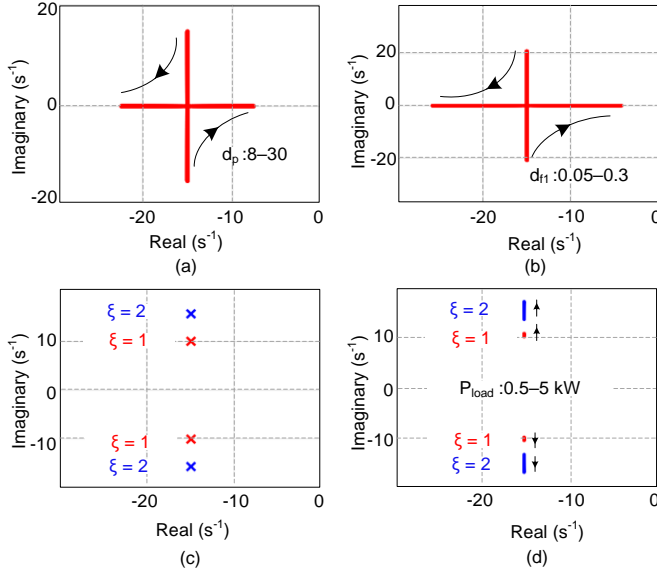 20
0
-20
Imaginary (s-1)
dp :8–30
-20
-10
0
Real (s-1)
(a)
20
0
-20
Imaginary (s-1)
df1 :0.05–0.3
-20
-10
0
Real (s-1)
(b)
10
0
-10
Imaginary (s-1)
ξ = 2
ξ = 1
ξ = 1
ξ = 2
-20
-10
0
Real (s-1)
(c)
10
0
-10
Imaginary (s-1)
ξ = 2
ξ = 1
Pload :0.5–5 kW
ξ = 1
ξ = 2
-20
-10
0
Real (s-1)
(d)